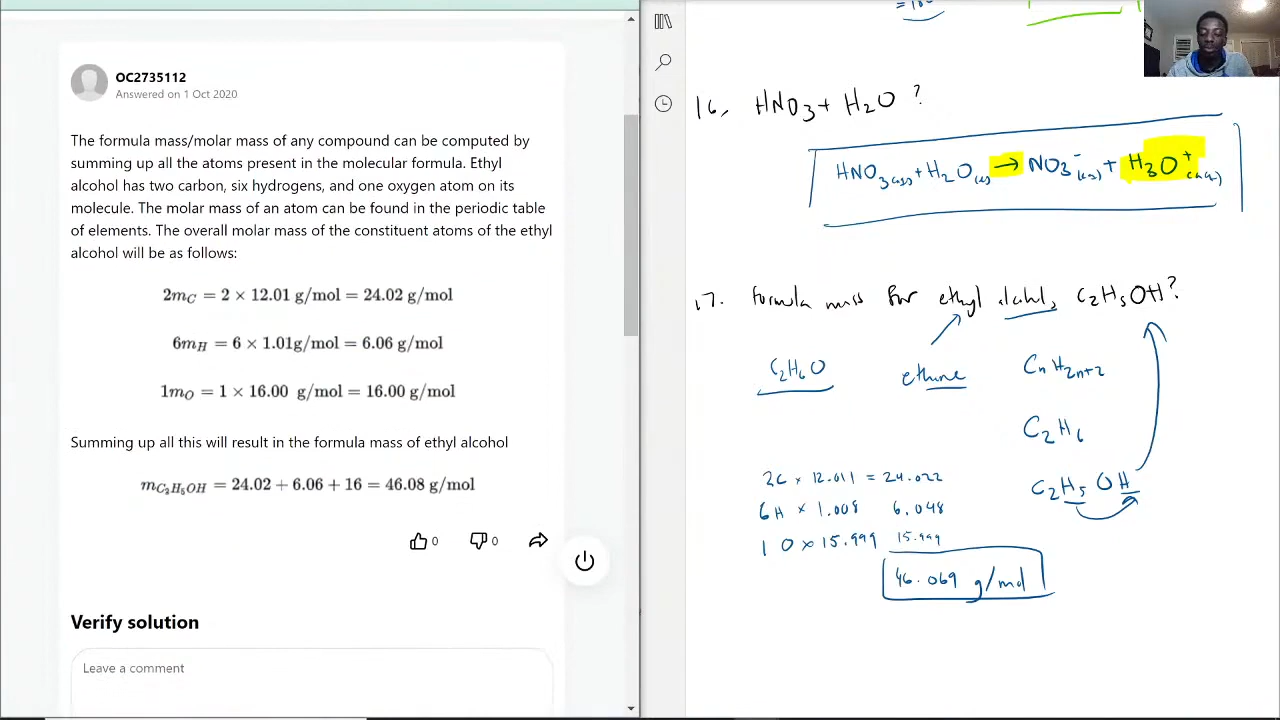 OC2735112
Answered on 1 Oct 2020
The formula mass/molar mass of any compound can be computed by
summing up all the atoms present in the molecular formula. Ethyl
alcohol has two carbon, six hydrogens, and one oxygen atom on its
molecule. The molar mass of an atom can be found in the periodic table
of elements. The overall molar mass of the constituent atoms of the ethyl
alcohol will be as follows:
2m_C = 2 × 12.01 g/mol = 24.02 g/mol
6m_H = 6 × 1.01g/mol = 6.06 g/mol
1m_O = 1 × 16.00 g/mol = 16.00 g/mol
Summing up all this will result in the formula mass of ethyl alcohol
m_C₂H₅OH = 24.02 + 6.06 + 16 = 46.08 g/mol
0 0
Verify solution
Leave a comment
16. HNO₃ + H₂O ?
HNO₃(aq) + H₂O(l) → NO₃⁻(aq) + H₃O⁺(aq)
17. formula mass for ethyl alcohol, C₂H₅OH?
C₂H₆O ethane CnH2n+2
C₂H₆
C₂H₅ OH
2C × 12.011 = 24.022
6H × 1.008 6.048
1 O × 15.999 15.999
46.069 g/mol